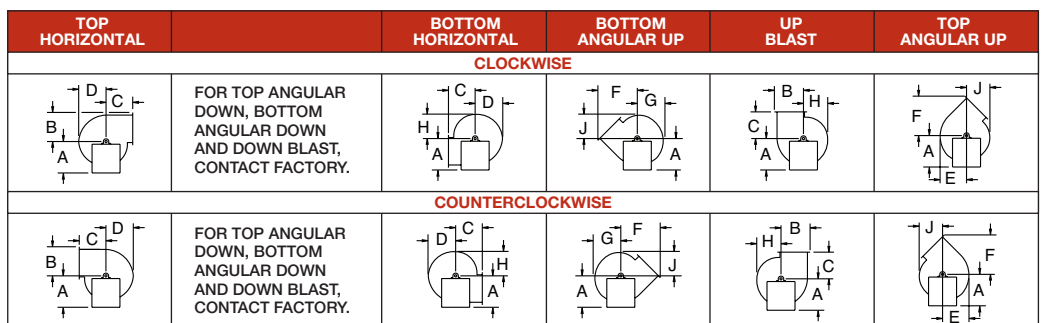 TOP
HORIZONTAL
BOTTOM
HORIZONTAL
BOTTOM
ANGULAR UP
UP
BLAST
TOP
ANGULAR UP
CLOCKWISE
D
C
B
A
FOR TOP ANGULAR
DOWN, BOTTOM
ANGULAR DOWN
AND DOWN BLAST,
CONTACT FACTORY.
C
D
H
A
F
G
J
A
B
H
C
A
J
F
A
E
COUNTERCLOCKWISE
D
C
B
A
FOR TOP ANGULAR
DOWN, BOTTOM
ANGULAR DOWN
AND DOWN BLAST,
CONTACT FACTORY.
C
D
H
A
F
G
J
A
B
H
C
A
J
F
A
E